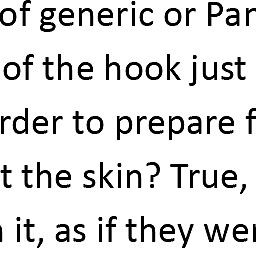 of generic or Par
of the hook just
rder to prepare f
t the skin? True,
it, as if they wer